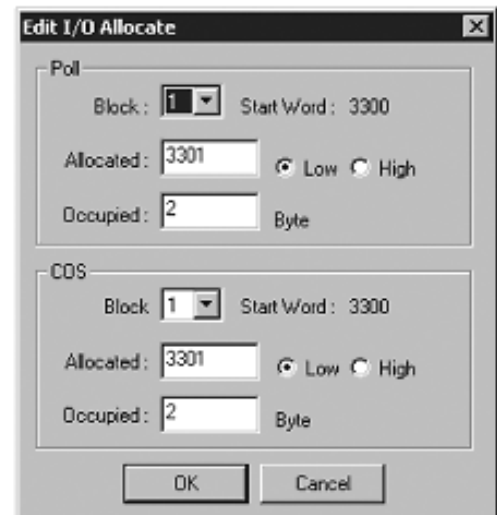 Edit I/O Allocate
Poll
Block : 1 Start Word : 3300
Allocated : 3301 Low High
Occupied : 2 Byte
COS
Block 1 Start Word : 3300
Allocated : 3301 Low High
Occupied : 2 Byte
OK Cancel